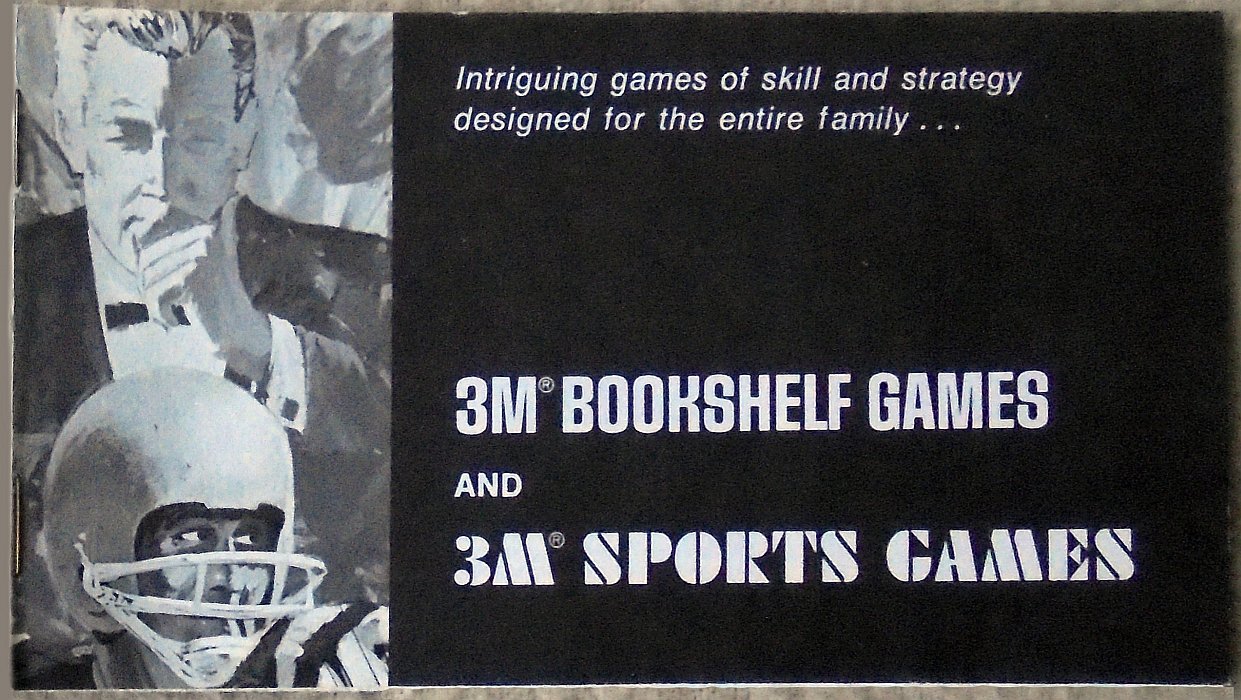 Intriguing games of skill and strategy
designed for the entire family . . .
3M® BOOKSHELF GAMES
AND
3M® SPORTS GAMES